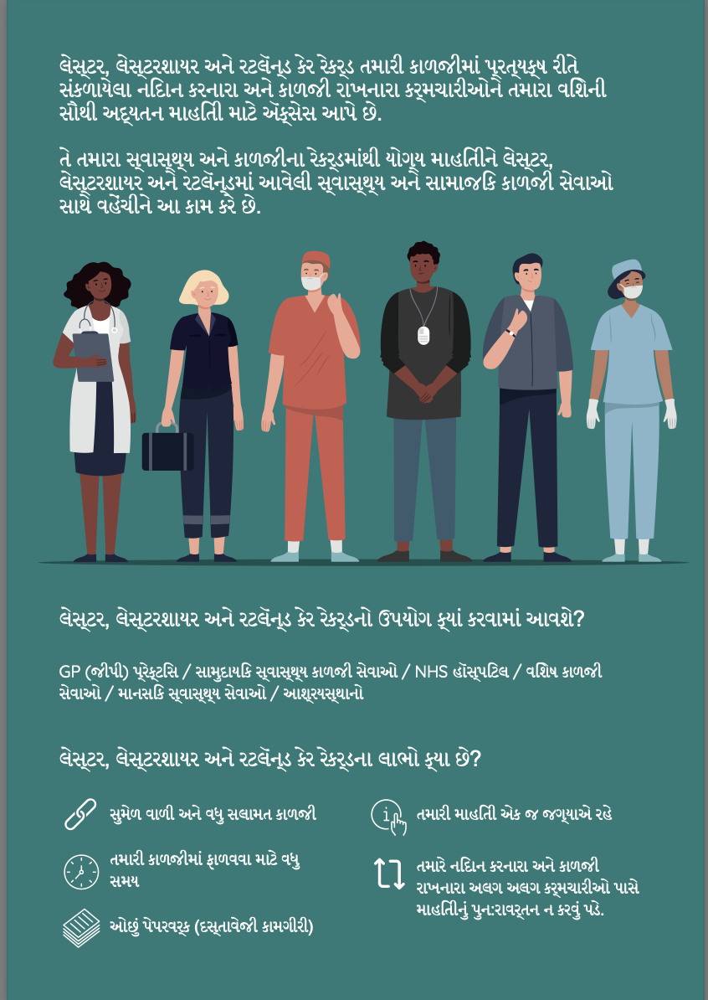 લેસ્ટર, લેસ્ટરશાયર અને રટલૅન્ડ કેર રેકર્ડ તમારી કાળજીમાં પ્રત્યક્ષ રીતે
સંકળાયેલા નદિાન કરનારા અને કાળજી રાખનારા કર્મચારીઓને તમારા વશિેની
સૌથી અદ્યતન માહતિી માટે ઍક્સેસ આપે છે.
તે તમારા સ્વાસ્થ્ય અને કાળજીના રેકર્ડમાંથી યોગ્ય માહતિીને લેસ્ટર,
લેસ્ટરશાયર અને રટલૅન્ડમાં આવેલી સ્વાસ્થ્ય અને સામાજકિ કાળજી સેવાઓ
સાથે વહેંચીને આ કામ કરે છે.
લેસ્ટર, લેસ્ટરશાયર અને રટલૅન્ડ કેર રેકર્ડનો ઉપયોગ ક્યાં કરવામાં આવશે?
GP (જીપી) પ્રેક્ટસિ / સામુદાયકિ સ્વાસ્થ્ય કાળજી સેવાઓ / NHS હૉસ્પટિલ / વશિેષ કાળજી
સેવાઓ / માનસકિ સ્વાસ્થ્ય સેવાઓ / આશ્રયસ્થાનો
લેસ્ટર, લેસ્ટરશાયર અને રટલૅન્ડ કેર રેકર્ડના લાભો ક્યા છે?
સુમેળ વાળી અને વધુ સલામત કાળજી
તમારી કાળજીમાં ફાળવવા માટે વધુ
સમય
ઓછું પેપરવર્ક (દસ્તાવેજી કામગીરી)
તમારી માહતિી એક જ જગ્યાએ રહે
તમારે નદિાન કરનારા અને કાળજી
રાખનારા અલગ અલગ કર્મચારીઓ પાસે
માહતિીનું પુન:રાવર્તન ન કરવું પડે.